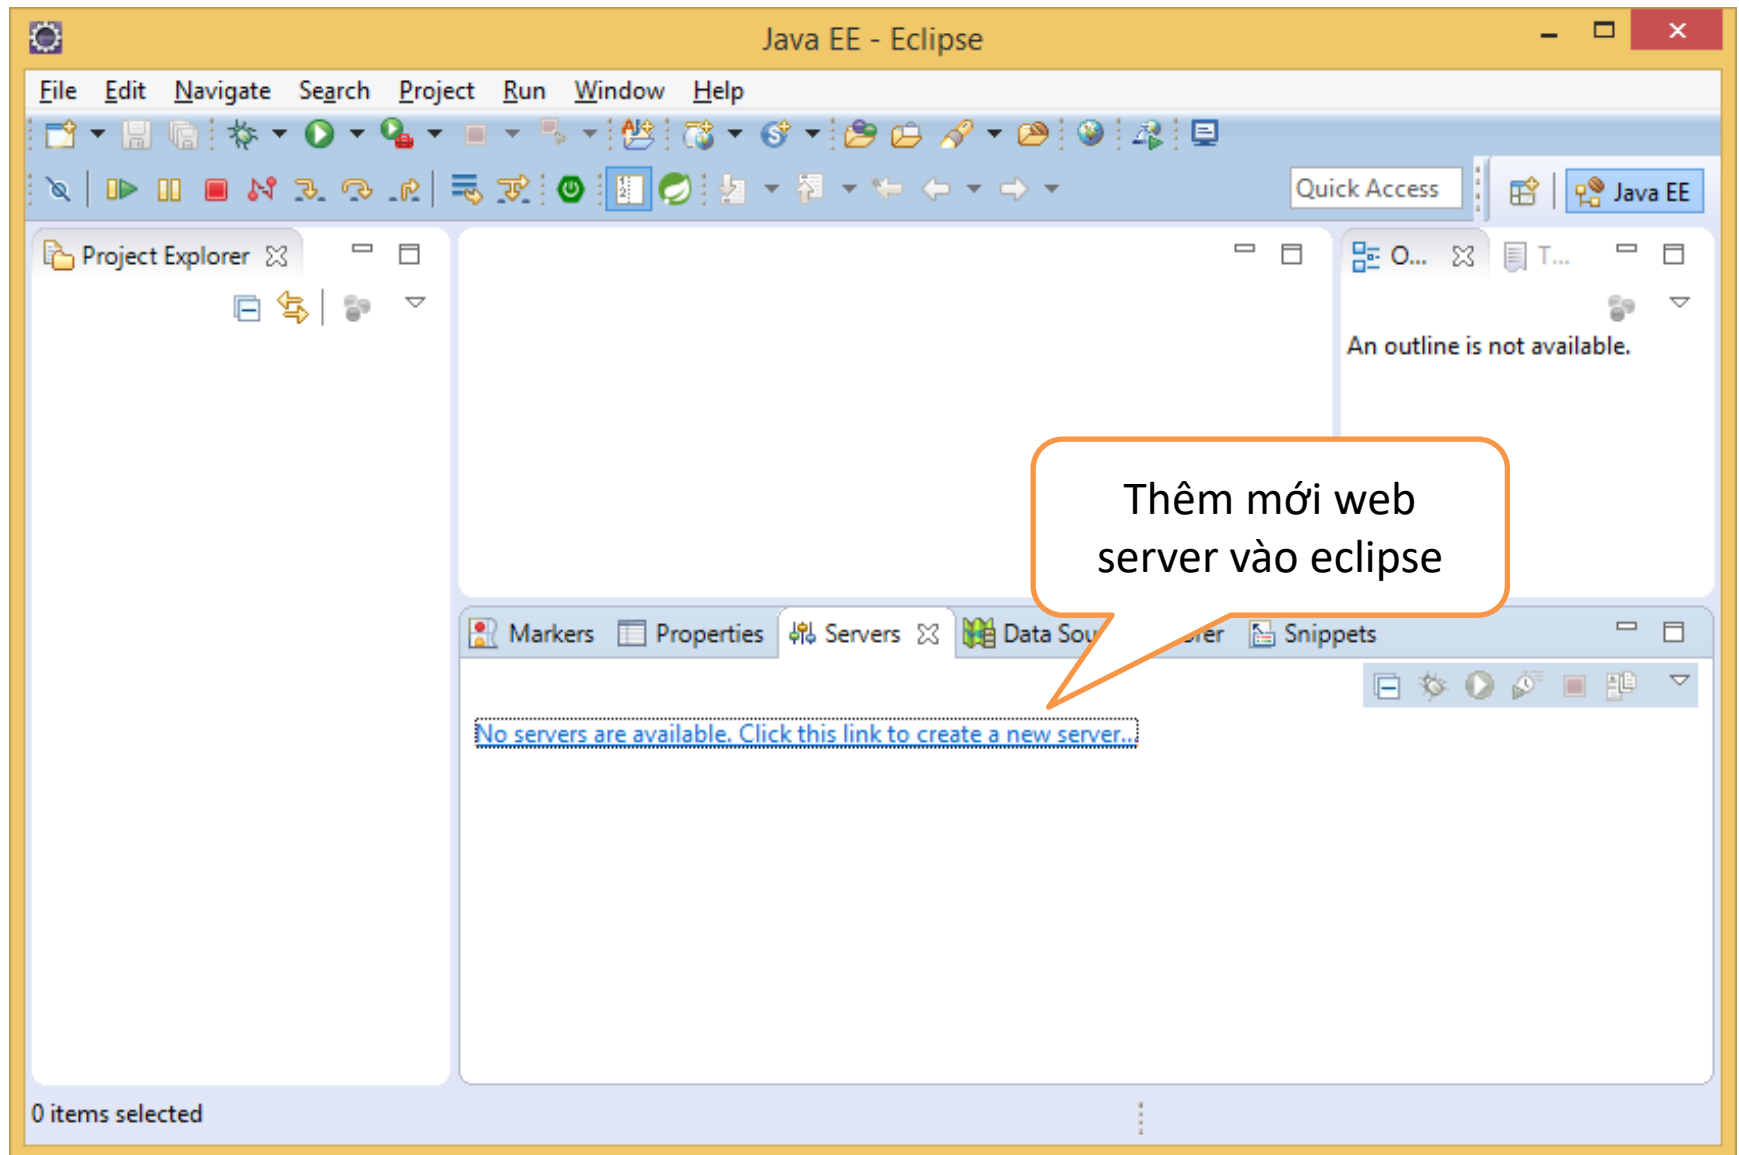 Java EE - Eclipse
File Edit Navigate Search Project Run Window Help
Quick Access
Java EE
Project Explorer
O...
T...
An outline is not available.
Thêm mới web
server vào eclipse
Markers Properties Servers Data Sou rer Snippets
No servers are available. Click this link to create a new server...
0 items selected